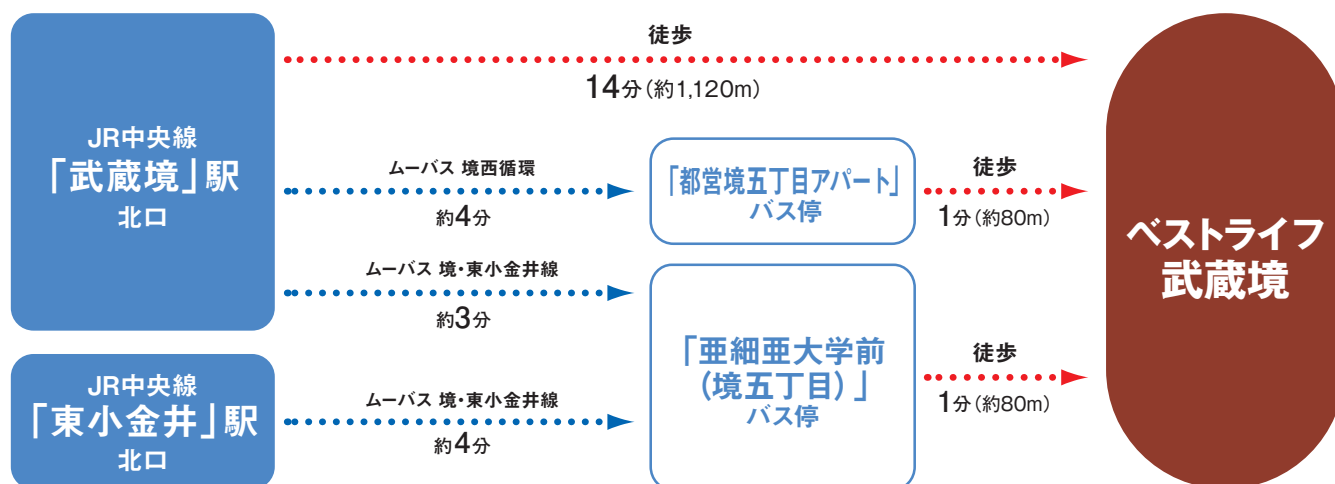 徒歩
14分(約1,120m)
JR中央線
「武蔵境」駅
北口
ムーバス 境西循環
約4分
「都営境五丁目アパート」
バス停
徒歩
1分(約80m)
ムーバス 境・東小金井線
約3分
JR中央線
「東小金井」駅
北口
ムーバス 境・東小金井線
約4分
「亜細亜大学前
(境五丁目)」
バス停
徒歩
1分(約80m)
ベストライフ
武蔵境